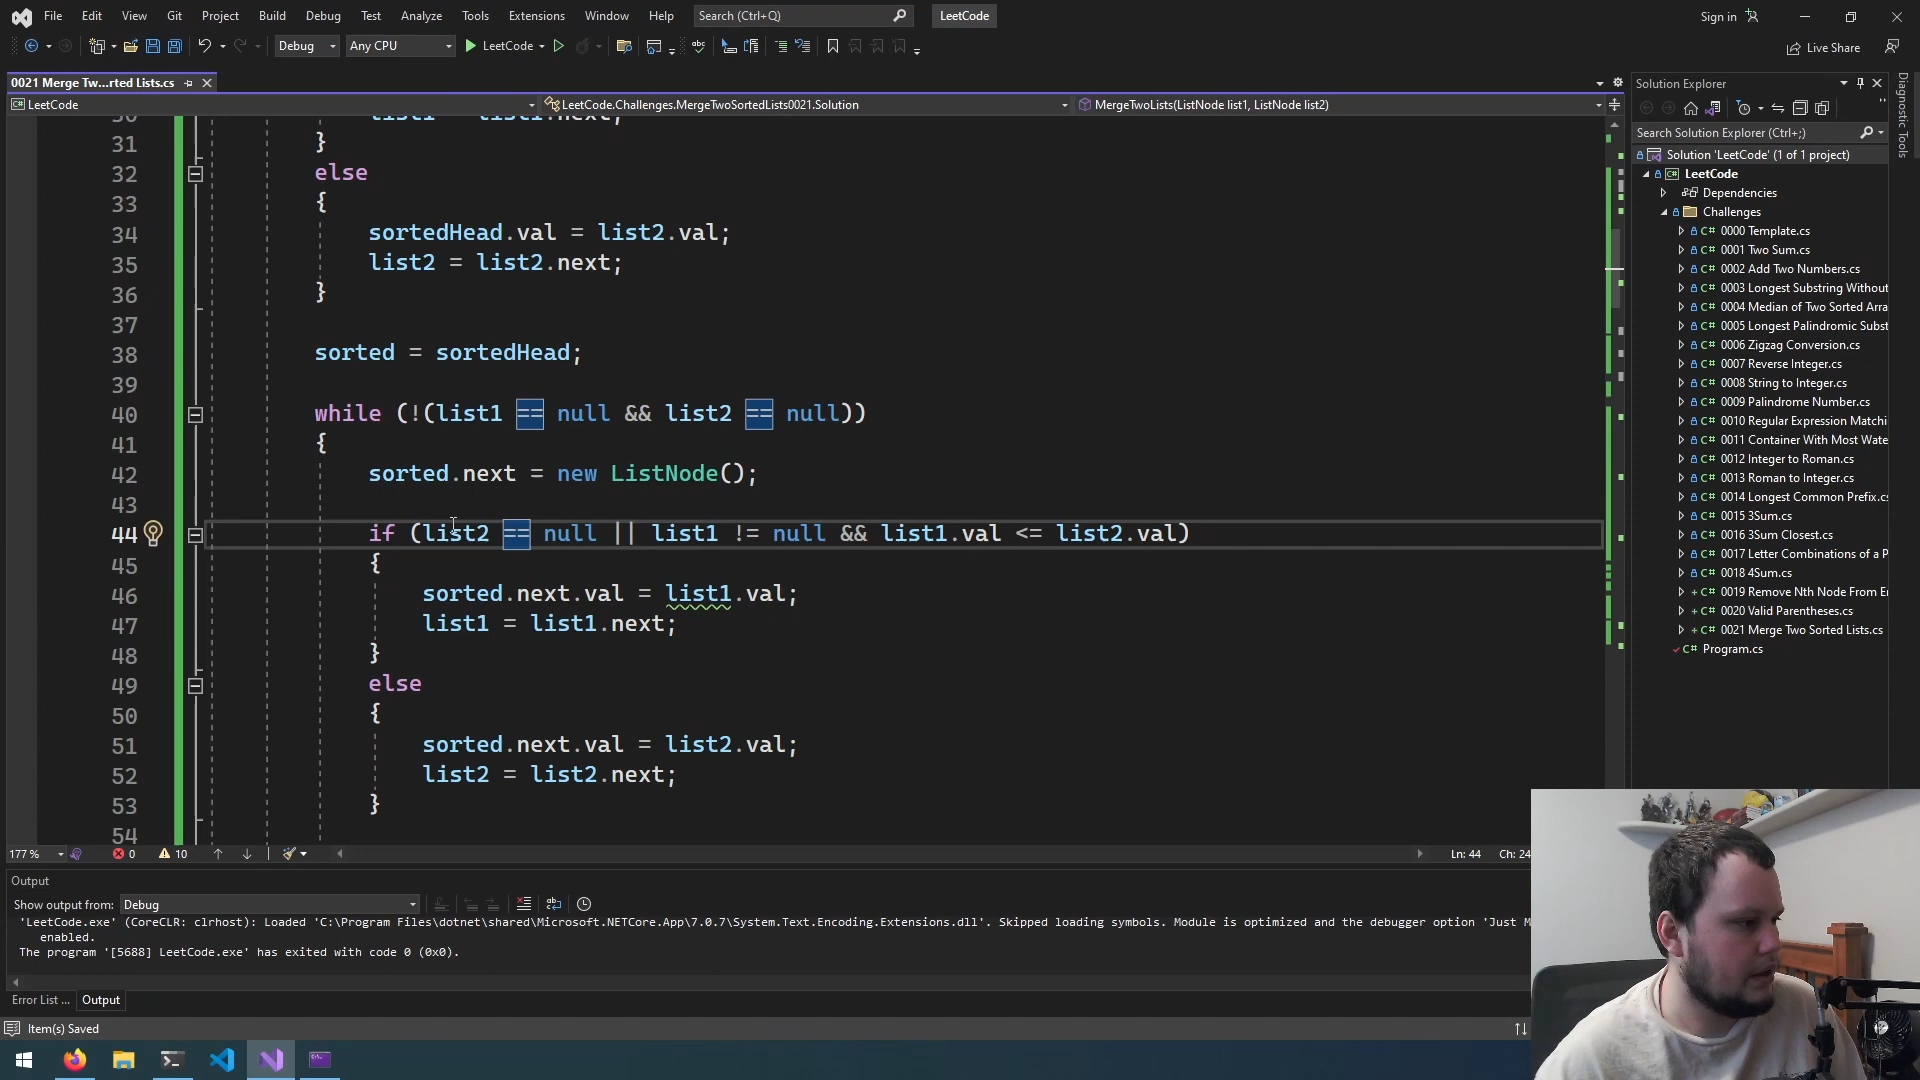 File Edit View Git Project Build Debug Test Analyze Tools Extensions Window Help Search (Ctrl+Q) LeetCode Sign in
Debug Any CPU LeetCode Live Share
0021 Merge Tw...rted Lists.cs
LeetCode LeetCode.Challenges.MergeTwoSortedLists0021.Solution MergeTwoLists(ListNode list1, ListNode list2)
31 }
32 else
33 {
34 sortedHead.val = list2.val;
35 list2 = list2.next;
36 }
37
38 sorted = sortedHead;
39
40 while (!(list1 == null && list2 == null))
41 {
42 sorted.next = new ListNode();
43
44 if (list2 == null || list1 != null && list1.val <= list2.val)
45 {
46 sorted.next.val = list1.val;
47 list1 = list1.next;
48 }
49 else
50 {
51 sorted.next.val = list2.val;
52 list2 = list2.next;
53 }
54
177 % 0 10 Ln: 44 Ch: 24
Output
Show output from: Debug
'LeetCode.exe' (CoreCLR: clrhost): Loaded 'C:\Program Files\dotnet\shared\Microsoft.NETCore.App\7.0.7\System.Text.Encoding.Extensions.dll'. Skipped loading symbols. Module is optimized and the debugger option 'Just M
enabled.
The program '[5688] LeetCode.exe' has exited with code 0 (0x0).
Error List ... Output
Item(s) Saved
Solution Explorer
Search Solution Explorer (Ctrl+;)
Solution 'LeetCode' (1 of 1 project)
C# LeetCode
Dependencies
Challenges
C# 0000 Template.cs
C# 0001 Two Sum.cs
C# 0002 Add Two Numbers.cs
C# 0003 Longest Substring Without
C# 0004 Median of Two Sorted Arra
C# 0005 Longest Palindromic Subst
C# 0006 Zigzag Conversion.cs
C# 0007 Reverse Integer.cs
C# 0008 String to Integer.cs
C# 0009 Palindrome Number.cs
C# 0010 Regular Expression Matchi
C# 0011 Container With Most Wate
C# 0012 Integer to Roman.cs
C# 0013 Roman to Integer.cs
C# 0014 Longest Common Prefix.cs
C# 0015 3Sum.cs
C# 0016 3Sum Closest.cs
C# 0017 Letter Combinations of a P
C# 0018 4Sum.cs
C# 0019 Remove Nth Node From E
C# 0020 Valid Parentheses.cs
C# 0021 Merge Two Sorted Lists.cs
C# Program.cs
Diagnostic Tools